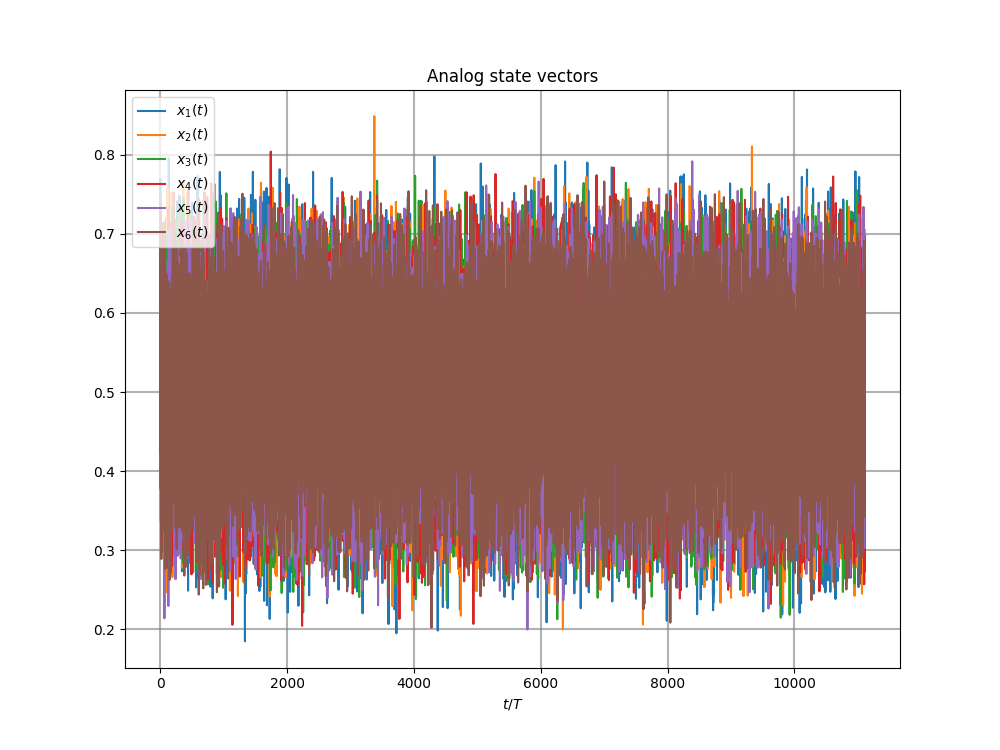 Analog state vectors
x₁(t)
x₂(t)
x₃(t)
x₄(t)
x₅(t)
x₆(t)
0.8
0.7
0.6
0.5
0.4
0.3
0.2
0 2000 4000 6000 8000 10000
t/T